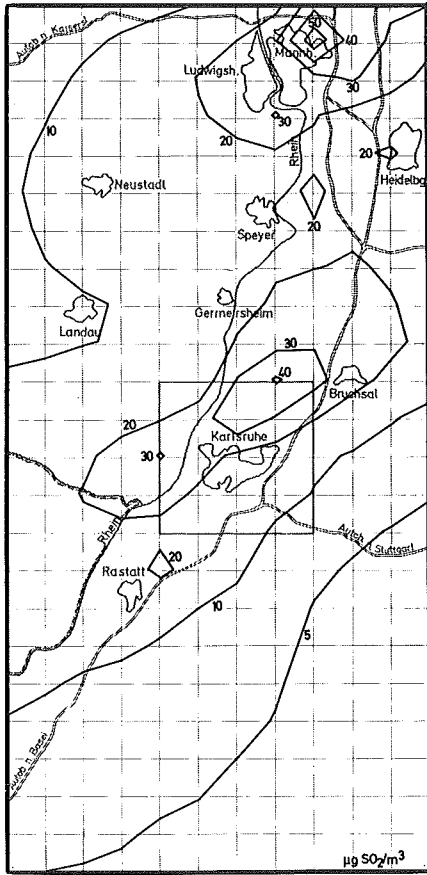 Autob n Kaisersl
50
40
Mannh.
Ludwigsh.
30
10
30
20
Rhein
20
Heidelbg
Neustadt
20
Speyer
Germersheim
Landau
30
40
20
Bruchsal
Karlsruhe
30
Rhein
Autob n Stuttgart
20
Rastatt
10
5
Autob n Basel
µg SO₂/m³